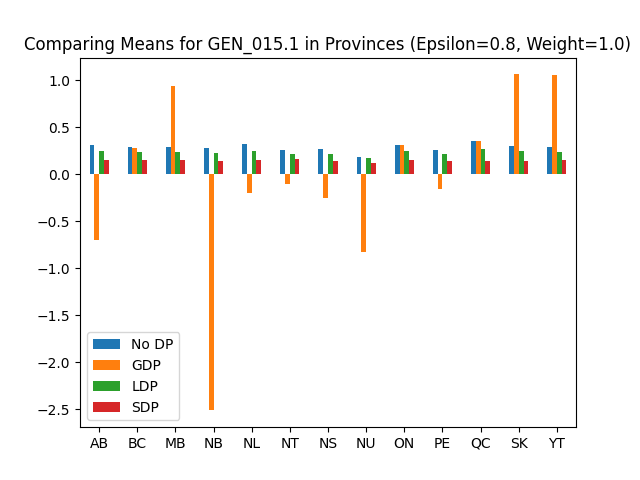 Comparing Means for GEN_015.1 in Provinces (Epsilon=0.8, Weight=1.0)
1.0
0.5
0.0
−0.5
−1.0
−1.5
−2.0
−2.5
No DP
GDP
LDP
SDP
AB BC MB NB NL NT NS NU ON PE QC SK YT